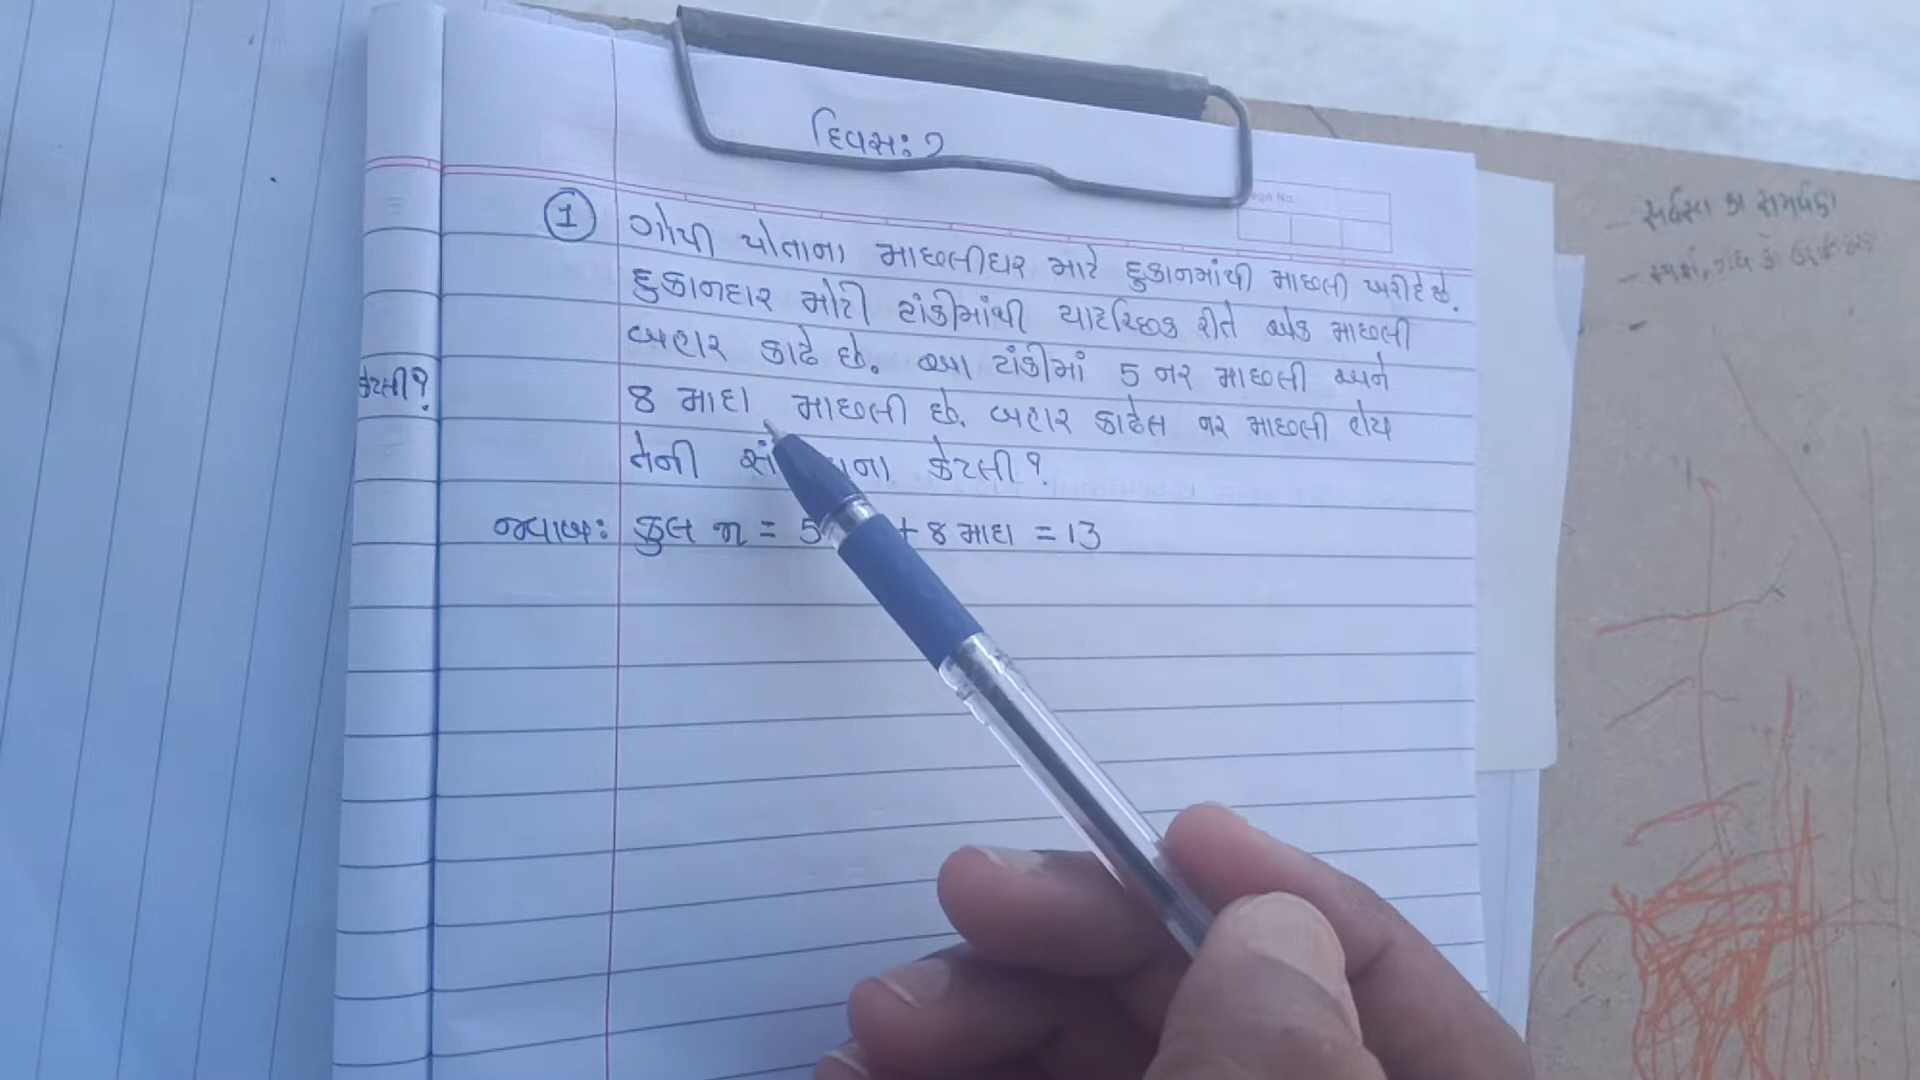 દિવસ: ૧
① ગોપી પોતાના માછલીઘર માટે દુકાનમાંથી માછલી ખરીદે છે.
દુકાનદાર મોટી ટાંકીમાંથી યાદચ્છિક રીતે એક માછલી
બહાર કાઢે છે. આ ટાંકીમાં 5 નર માછલી અને
8 માદા માછલી છે. બહાર કાઢેલ નર માછલી હોય
તેની કેટલી?
જવાબ: કુલ n = 5 + 8 માદા = 13
કેટલી?